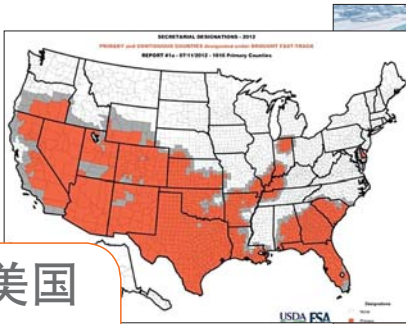 SECRETARIAL DESIGNATIONS - 2012
PRIMARY and CONTIGUOUS COUNTIES designated under DROUGHT FAST-TRACK
REPORT #1a - 07/11/2012 - 1016 Primary Counties
美国
USDA FSA
Designations
Primary